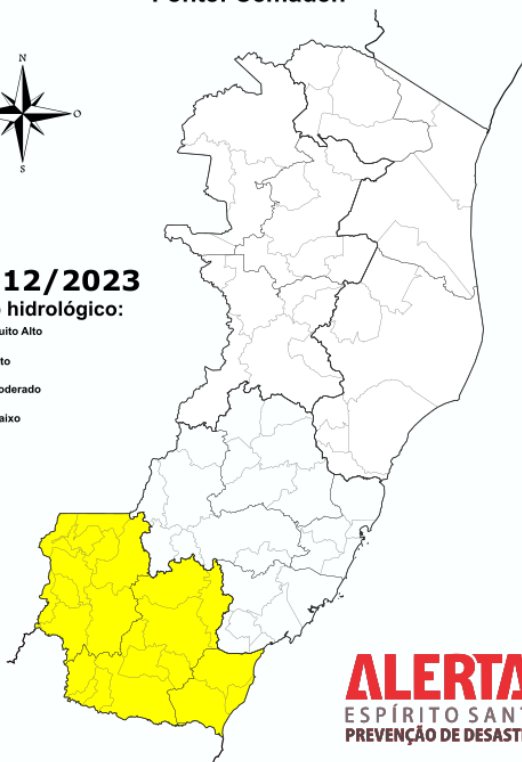 N
O
S
12/2023
hidrológico:
uito Alto
to
oderado
aixo
ALERTA
ESPÍRITO SANT
PREVENÇÃO DE DESAST